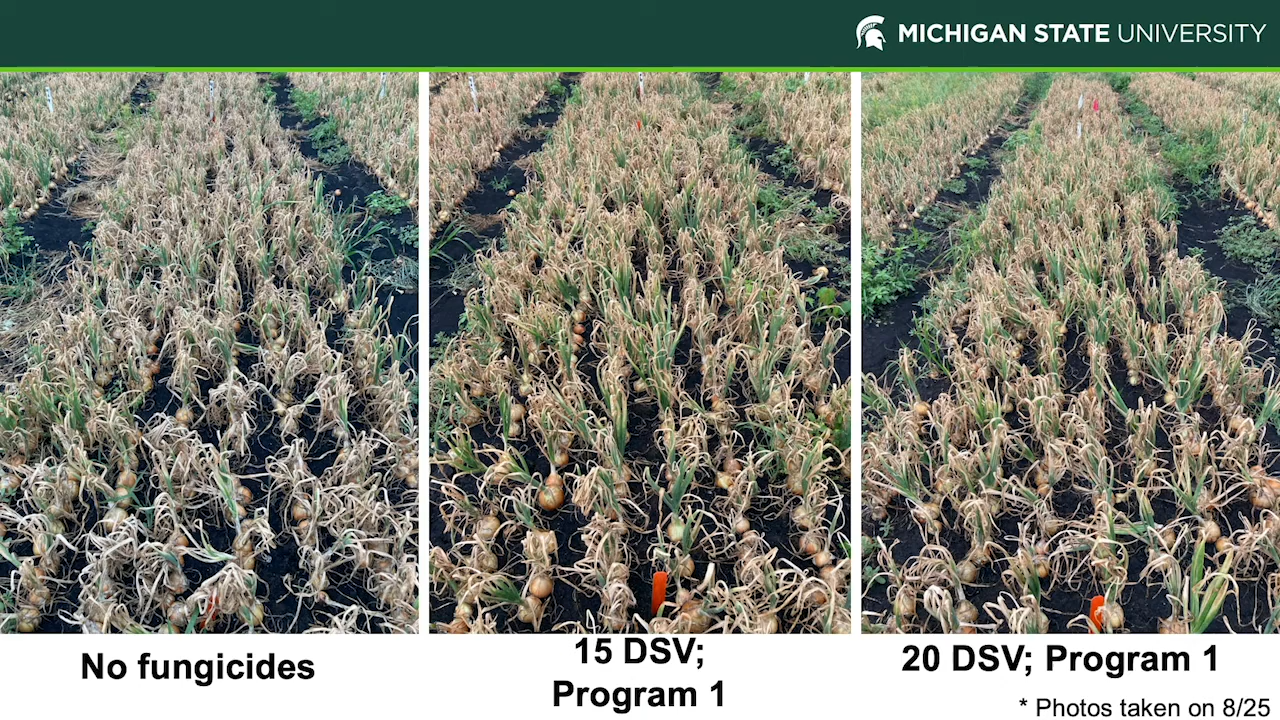 MICHIGAN STATE UNIVERSITY
No fungicides
15 DSV;
Program 1
20 DSV; Program 1
* Photos taken on 8/25